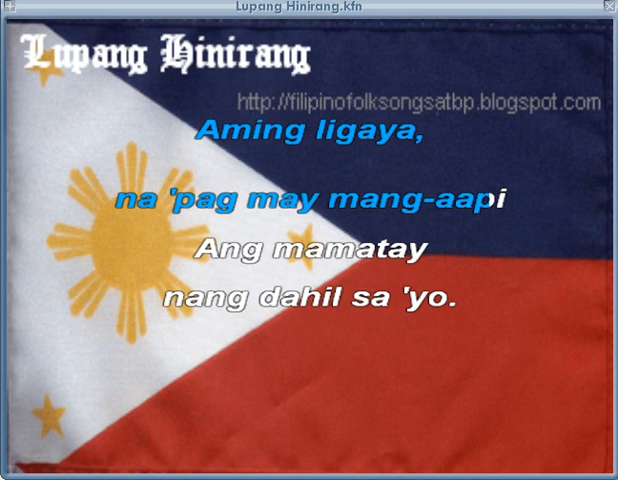 Lupang Hinirang.kfn
Lupang Hinirang
http://filipinofolksongsatbp.blogspot.com
Aming ligaya,
na 'pag may mang-aapi
Ang mamatay
nang dahil sa 'yo.